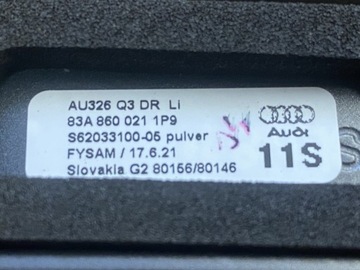 AU326 Q3 DR Li
83A 860 021 1P9
S62033100-05 pulver
FYSAM / 17.6.21
Slovakia G2 80156/80146
Audi
11S
S